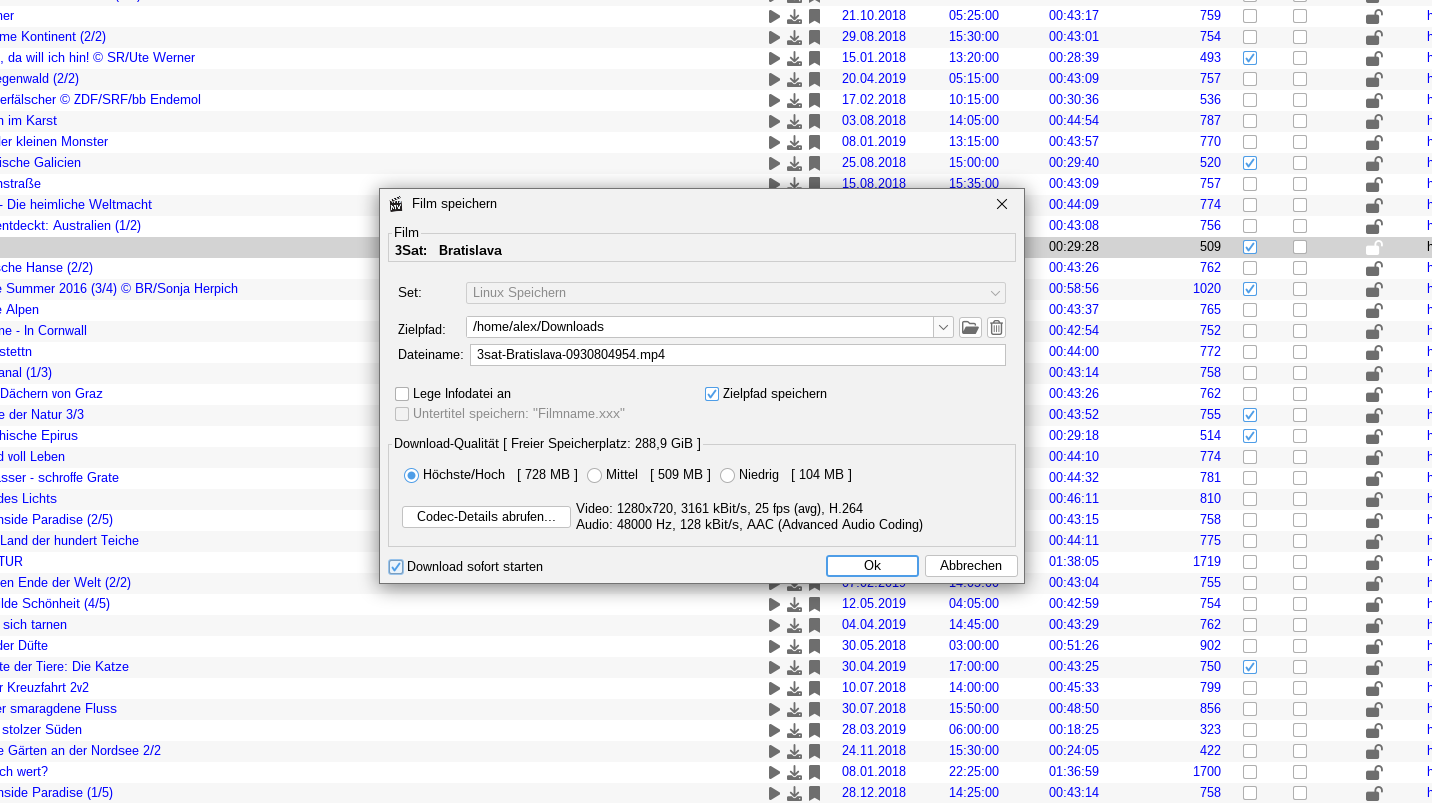 ner 21.10.2018 05:25:00 00:43:17 759
me Kontinent (2/2) 29.08.2018 15:30:00 00:43:01 754
, da will ich hin! © SR/Ute Werner 15.01.2018 13:20:00 00:28:39 493
egenwald (2/2) 20.04.2019 05:15:00 00:43:09 757
erfälscher © ZDF/SRF/bb Endemol 17.02.2018 10:15:00 00:30:36 536
n im Karst 03.08.2018 14:05:00 00:44:54 787
der kleinen Monster 08.01.2019 13:15:00 00:43:57 770
ische Galicien 25.08.2018 15:00:00 00:29:40 520
nstraße 15.08.2018 15:35:00 00:43:09 757
- Die heimliche Weltmacht 00:44:09 774
entdeckt: Australien (1/2) 00:43:08 756
00:29:28 509
sche Hanse (2/2) 00:43:26 762
e Summer 2016 (3/4) © BR/Sonja Herpich 00:58:56 1020
e Alpen 00:43:37 765
me - In Cornwall 00:42:54 752
stettn 00:44:00 772
anal (1/3) 00:43:14 758
Dächern von Graz 00:43:26 762
e der Natur 3/3 00:43:52 755
hische Epirus 00:29:18 514
d voll Leben 00:44:10 774
asser - schroffe Grate 00:44:32 781
des Lichts 00:46:11 810
nside Paradise (2/5) 00:43:15 758
Land der hundert Teiche 00:44:11 775
TUR 01:38:05 1719
en Ende der Welt (2/2) 07.02.2019 14:05:00 00:43:04 755
lde Schönheit (4/5) 12.05.2019 04:05:00 00:42:59 754
sich tarnen 04.04.2019 14:45:00 00:43:29 762
der Düfte 30.05.2018 03:00:00 00:51:26 902
te der Tiere: Die Katze 30.04.2019 17:00:00 00:43:25 750
r Kreuzfahrt 2v2 10.07.2018 14:00:00 00:45:33 799
er smaragdene Fluss 30.07.2018 15:50:00 00:48:50 856
stolzer Süden 28.03.2019 06:00:00 00:18:25 323
e Gärten an der Nordsee 2/2 24.11.2018 15:30:00 00:24:05 422
ch wert? 08.01.2019 22:25:00 01:36:59 1700
nside Paradise (1/5) 28.12.2018 14:25:00 00:43:14 758
Film speichern
Film
3Sat: Bratislava
Set: Linux Speichern
Zielpfad: /home/alex/Downloads
Dateiname: 3sat-Bratislava-0930804954.mp4
Lege Infodatei an Zielpfad speichern
Untertitel speichern: "Filmname.xxx"
Download-Qualität [ Freier Speicherplatz: 288,9 GiB ]
Höchste/Hoch [ 728 MB ] Mittel [ 509 MB ] Niedrig [ 104 MB ]
Codec-Details abrufen...
Video: 1280x720, 3161 kBit/s, 25 fps (avg), H.264
Audio: 48000 Hz, 128 kBit/s, AAC (Advanced Audio Coding)
Download sofort starten Ok Abbrechen